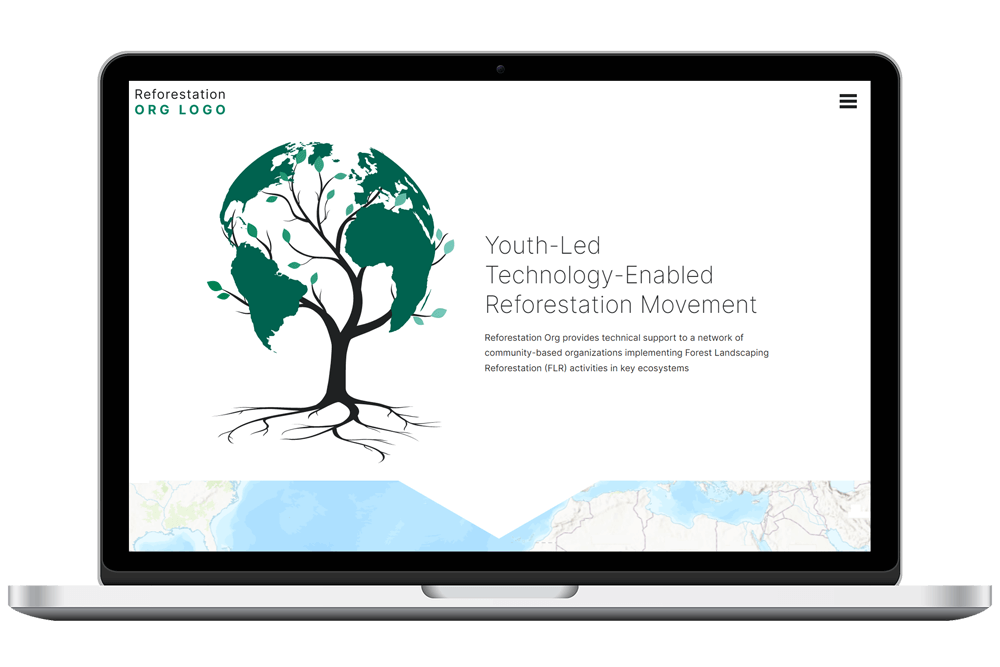 Reforestation
ORG LOGO
Youth-Led
Technology-Enabled
Reforestation Movement
Reforestation Org provides technical support to a network of
community-based organizations implementing Forest Landscaping
Reforestation (FLR) activities in key ecosystems